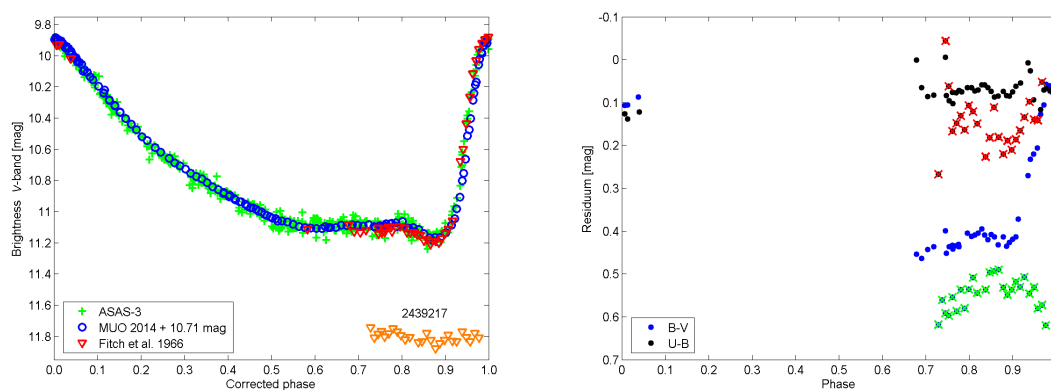 9.8
10
10.2
10.4
10.6
10.8
11.0
11.2
11.4
11.6
11.8
Brightness V-band [mag]
0.0 0.1 0.2 0.3 0.4 0.5 0.6 0.7 0.8 0.9 1.0
Corrected phase
ASAS-3
MUO 2014 + 10.71 mag
Fitch et al. 1966
2439217
-0.1
0
0.1
0.2
0.3
0.4
0.5
0.6
0.7
Residuum [mag]
0 0.1 0.2 0.3 0.4 0.5 0.6 0.7 0.8 0.9
Phase
B-V
U-B